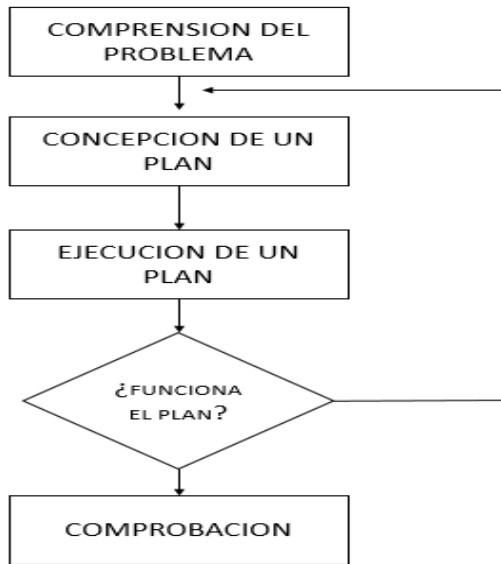 COMPRENSION DEL
PROBLEMA
CONCEPCION DE UN
PLAN
EJECUCION DE UN
PLAN
¿FUNCIONA
EL PLAN?
COMPROBACION